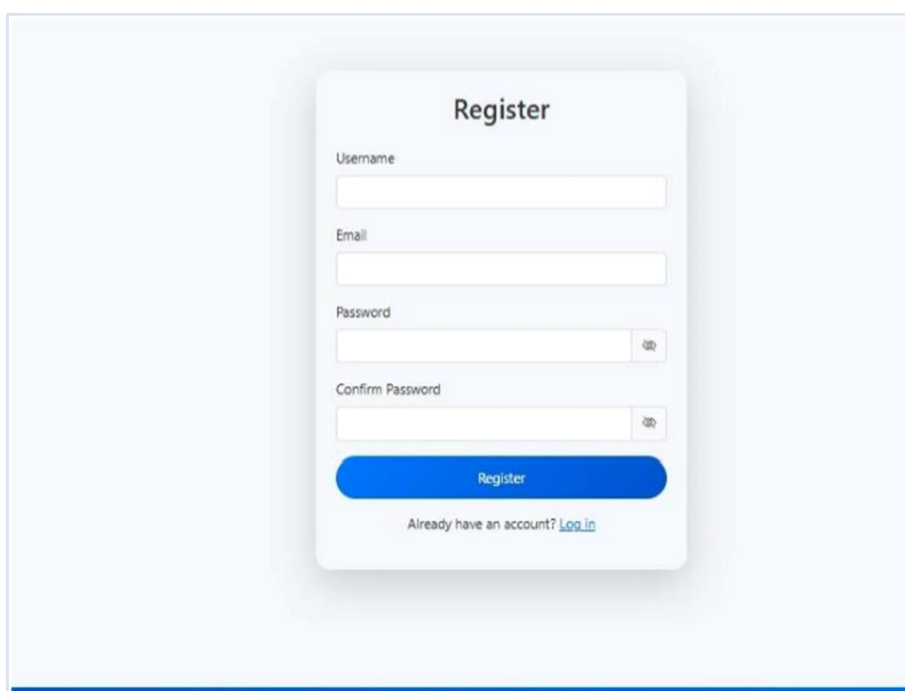 Register
Username
Email
Password
Confirm Password
Register
Already have an account? Log in